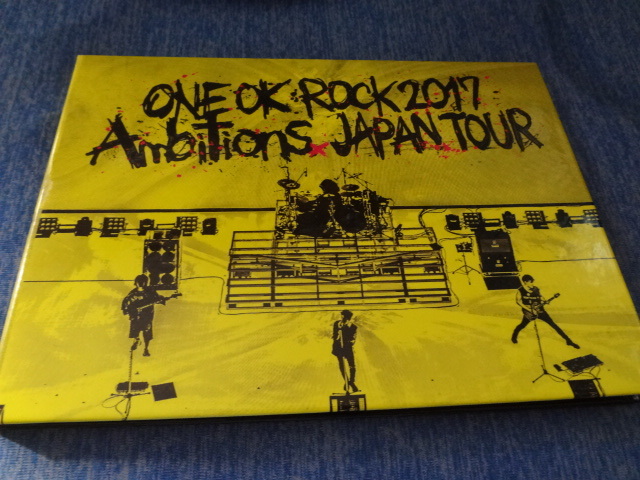 ONE OK ROCK 2017
Ambitions JAPAN TOUR